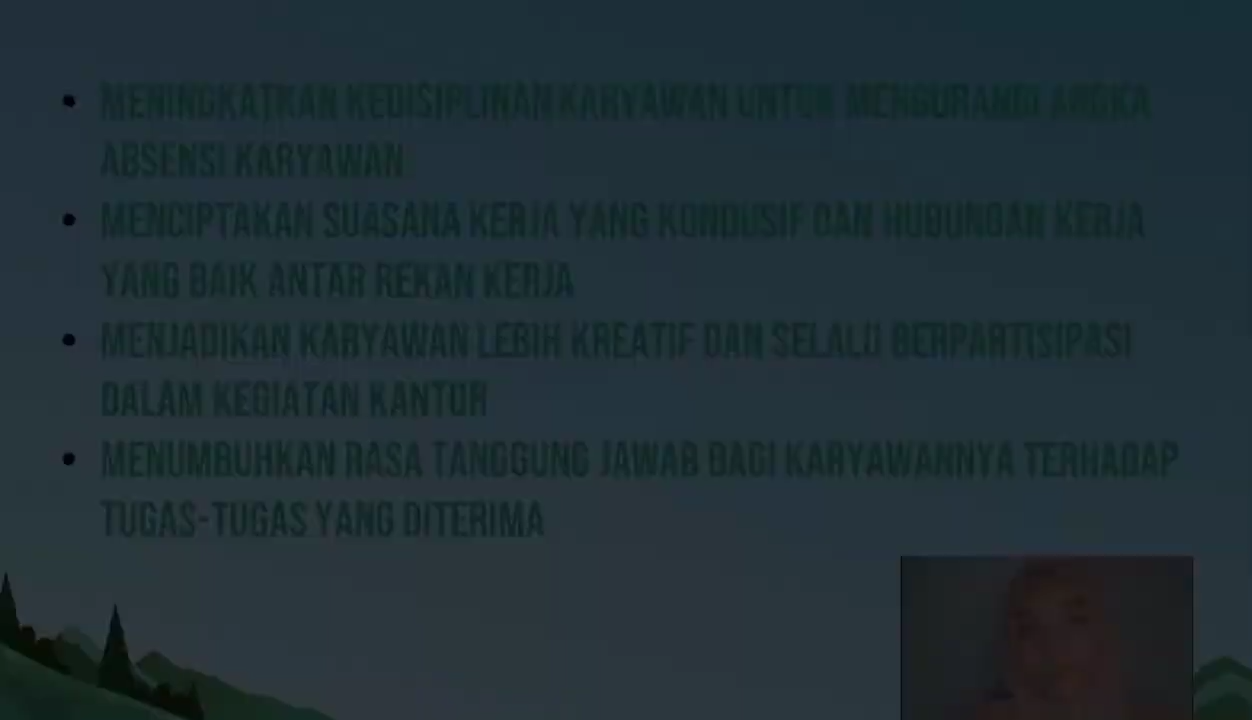 MENINGKATKAN KEDISIPLINAN KARYAWAN UNTUK MENGURANGI ANGKA
ABSENSI KARYAWAN
MENCIPTAKAN SUASANA KERJA YANG KONDUSIF DAN HUBUNGAN KERJA
YANG BAIK ANTAR REKAN KERJA
MENJADIKAN KARYAWAN LEBIH KREATIF DAN SELALU BERPARTISIPASI
DALAM KEGIATAN KANTOR
MENUMBUHKAN RASA TANGGUNG JAWAB BAGI KARYAWANNYA TERHADAP
TUGAS-TUGAS YANG DITERIMA